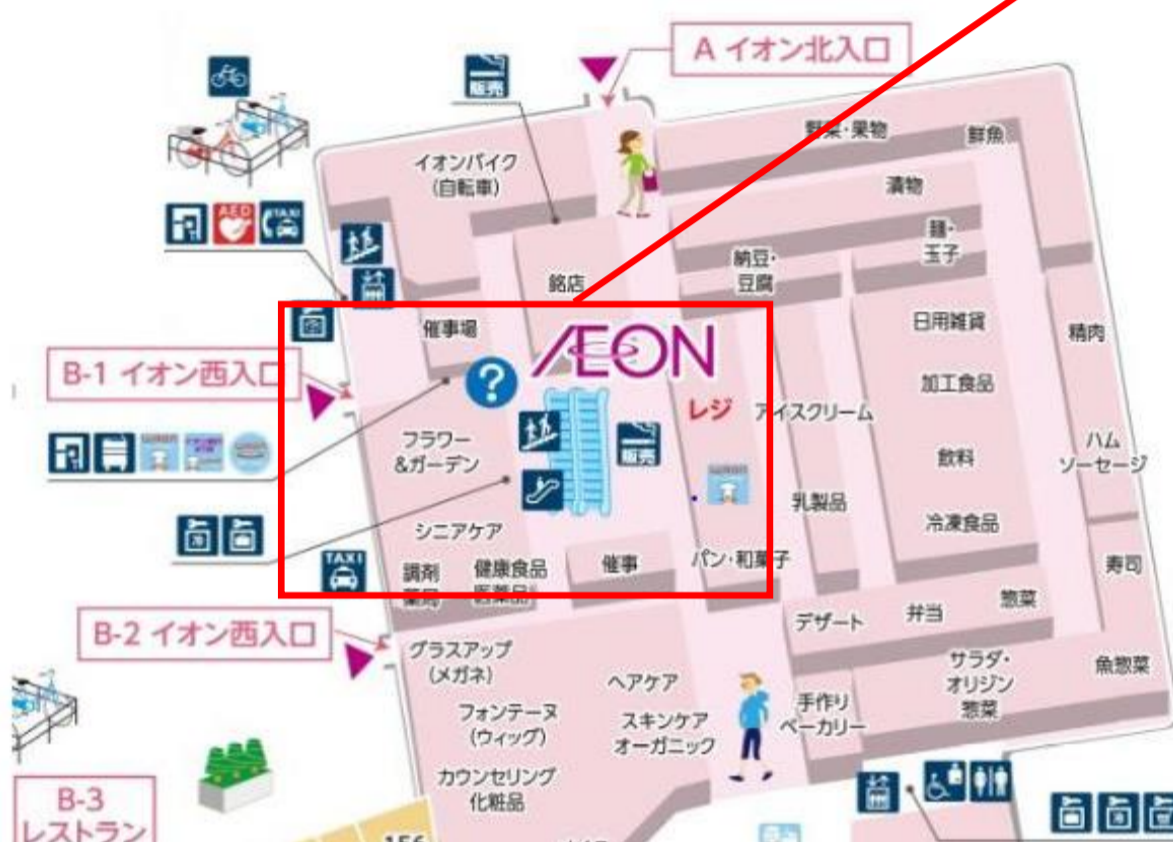 A イオン北入口
販売
野菜・果物
鮮魚
イオンバイク
(自転車)
漬物
AED
TAXI
麺・
玉子
納豆・
豆腐
銘店
日用雑貨
精肉
催事場
ÆON
B-1 イオン西入口
加工食品
レジ
アイスクリーム
フラワー
&ガーデン
販売
飲料
ハム
ソーセージ
乳製品
冷凍食品
シニアケア
TAXI
調剤
薬局
健康食品
医薬品
催事
パン・和菓子
寿司
惣菜
弁当
デザート
B-2 イオン西入口
グラスアップ
(メガネ)
ヘアケア
サラダ・
オリジン
惣菜
魚惣菜
手作り
ベーカリー
フォンテーヌ
(ウィッグ)
スキンケア
オーガニック
カウンセリング
化粧品
B-3
レストラン
156